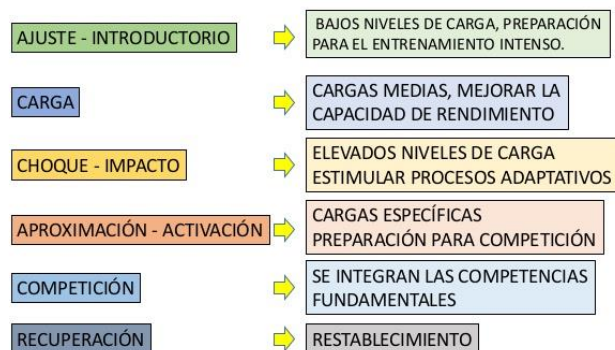 AJUSTE - INTRODUCTORIO
BAJOS NIVELES DE CARGA, PREPARACIÓN
PARA EL ENTRENAMIENTO INTENSO.
CARGA
CARGAS MEDIAS, MEJORAR LA
CAPACIDAD DE RENDIMIENTO
CHOQUE - IMPACTO
ELEVADOS NIVELES DE CARGA
ESTIMULAR PROCESOS ADAPTATIVOS
APROXIMACIÓN - ACTIVACIÓN
CARGAS ESPECÍFICAS
PREPARACIÓN PARA COMPETICIÓN
COMPETICIÓN
SE INTEGRAN LAS COMPETENCIAS
FUNDAMENTALES
RECUPERACIÓN
RESTABLECIMIENTO